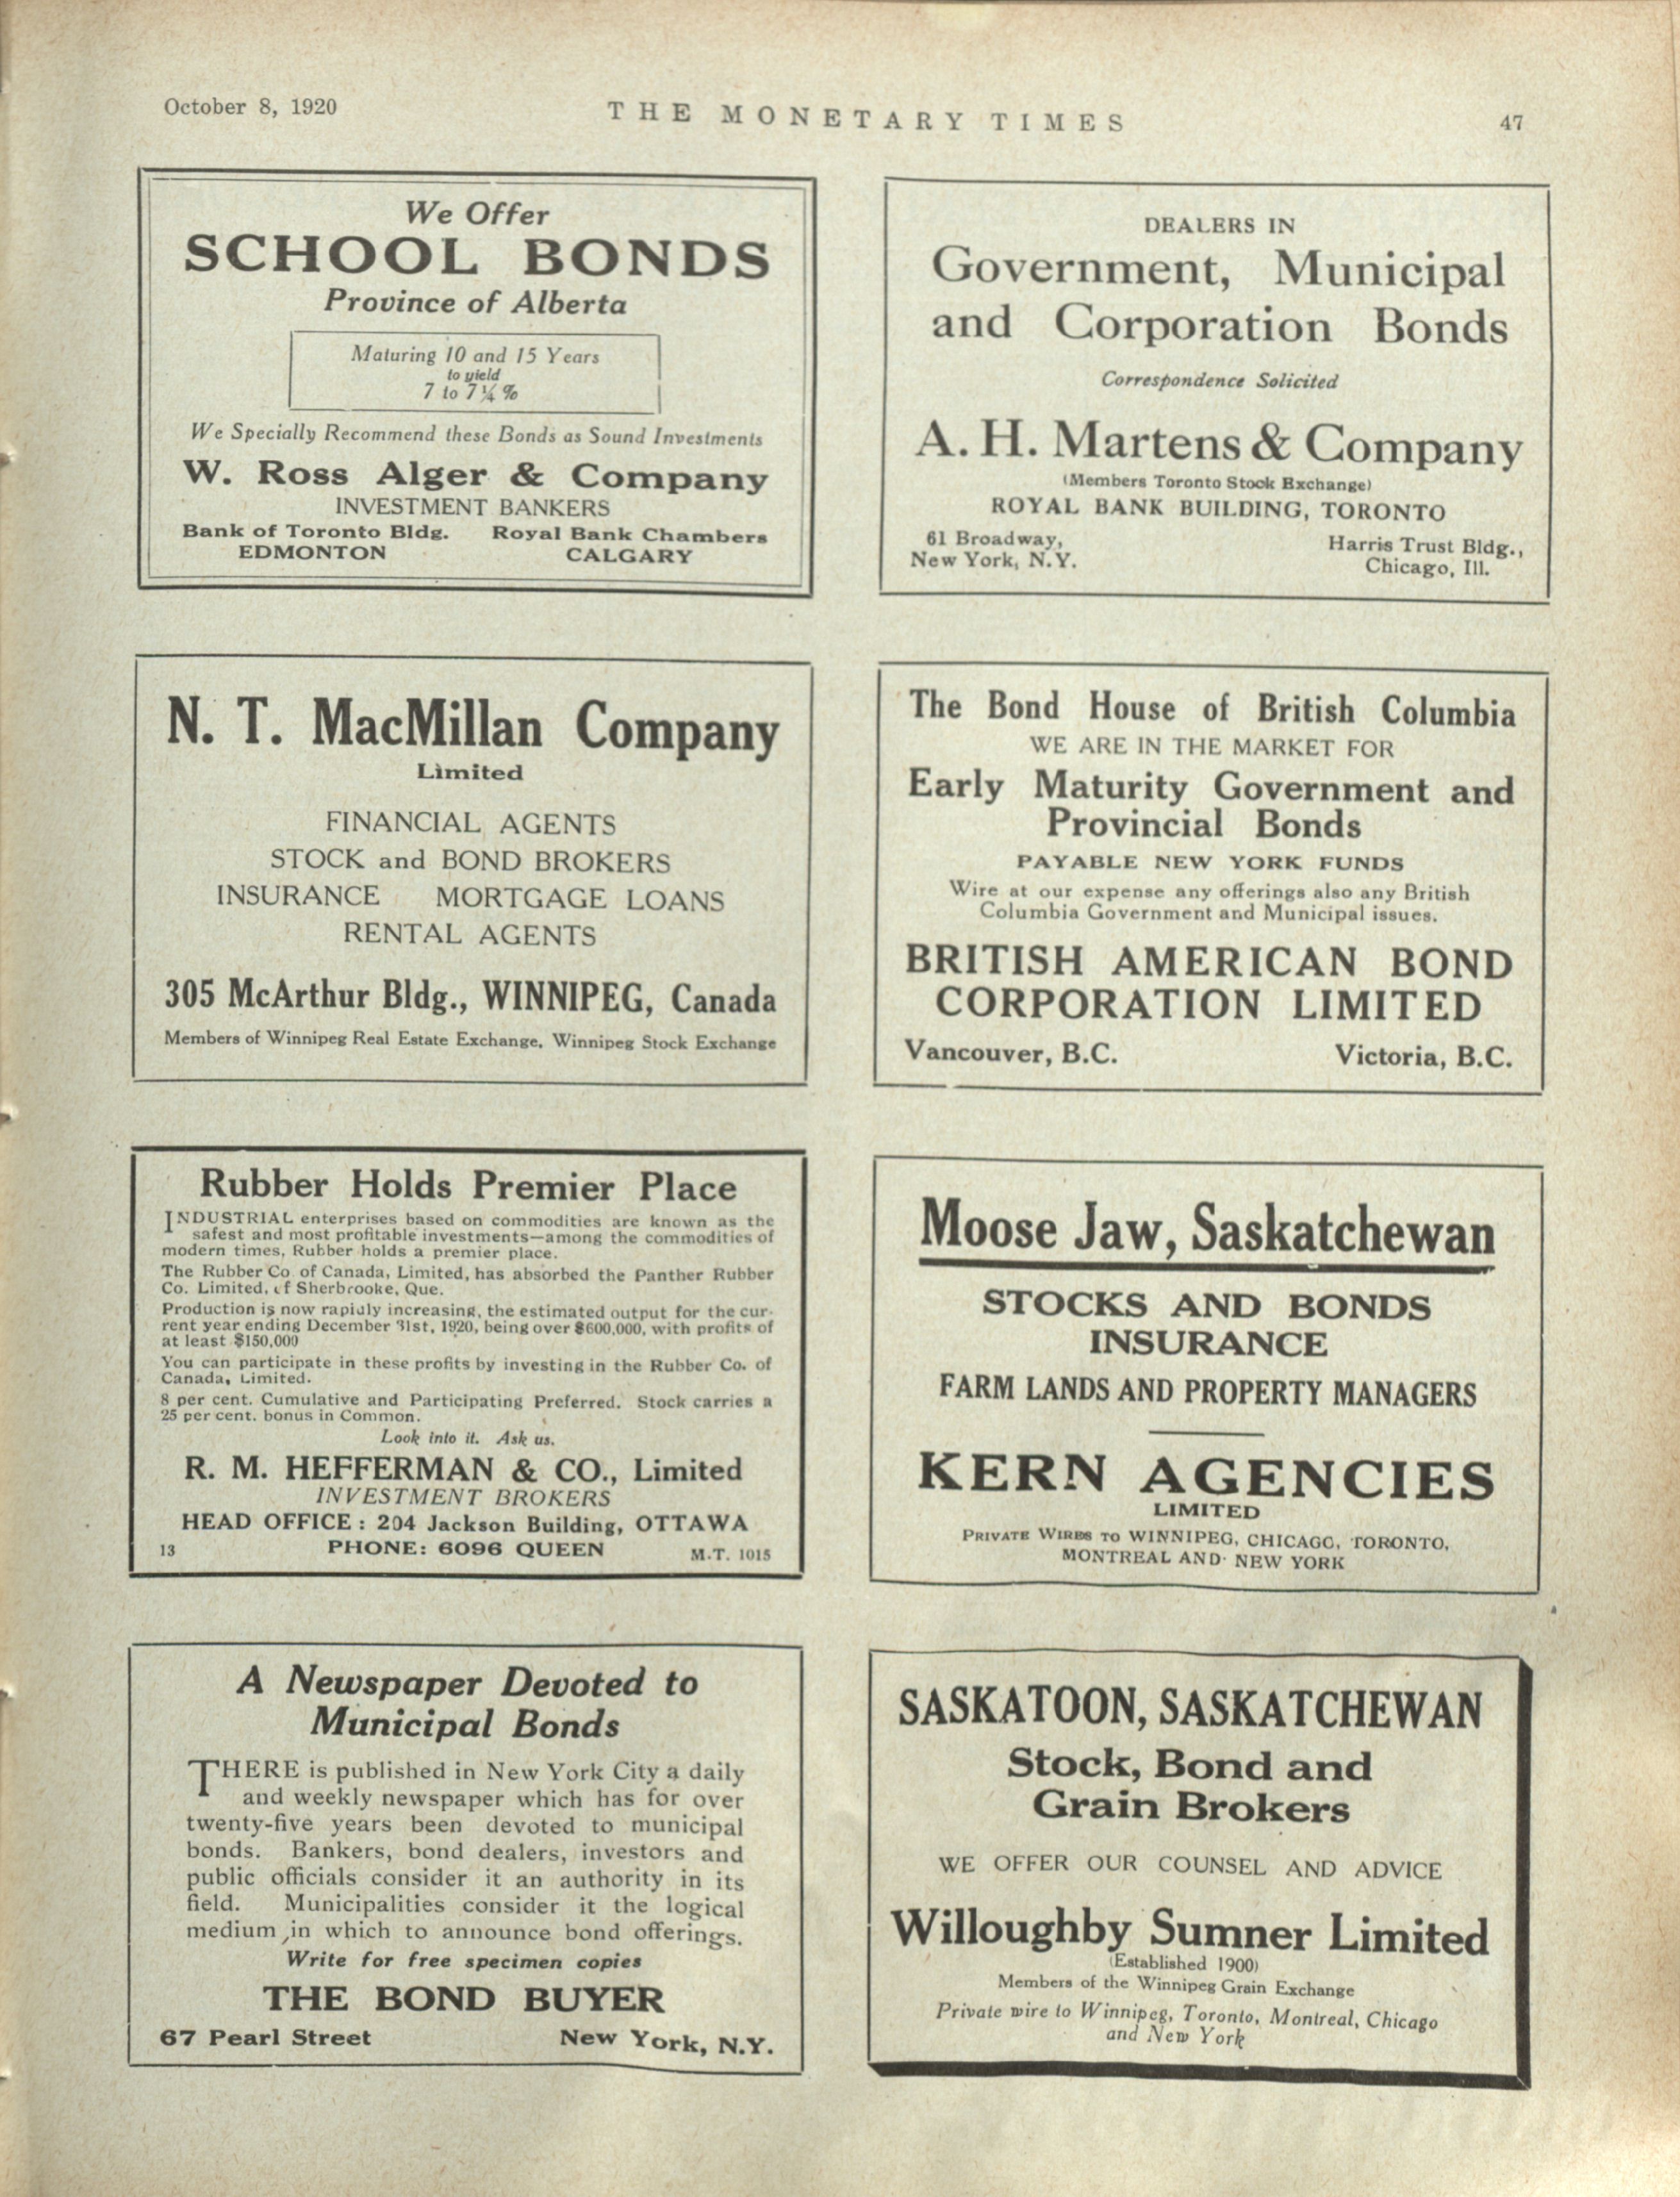 October 8, 1920
THE MONETARY TIMES
47
We Offer
SCHOOL BONDS
Province of Alberta
Maturing 10 and 15 Years
to yield
7 to 7¼ %
We Specially Recommend these Bonds as Sound Investments
W. Ross Alger & Company
INVESTMENT BANKERS
Bank of Toronto Bldg. Royal Bank Chambers
EDMONTON CALGARY
DEALERS IN
Government, Municipal
and Corporation Bonds
Correspondence Solicited
A. H. Martens & Company
(Members Toronto Stock Exchange)
ROYAL BANK BUILDING, TORONTO
61 Broadway,
New York, N.Y.
Harris Trust Bldg.,
Chicago, Ill.
N. T. MacMillan Company
Limited
FINANCIAL AGENTS
STOCK and BOND BROKERS
INSURANCE MORTGAGE LOANS
RENTAL AGENTS
305 McArthur Bldg., WINNIPEG, Canada
Members of Winnipeg Real Estate Exchange, Winnipeg Stock Exchange
The Bond House of British Columbia
WE ARE IN THE MARKET FOR
Early Maturity Government and
Provincial Bonds
PAYABLE NEW YORK FUNDS
Wire at our expense any offerings also any British
Columbia Government and Municipal issues.
BRITISH AMERICAN BOND
CORPORATION LIMITED
Vancouver, B.C. Victoria, B.C.
Rubber Holds Premier Place
INDUSTRIAL enterprises based on commodities are known as the
safest and most profitable investments—among the commodities of
modern times, Rubber holds a premier place.
The Rubber Co of Canada, Limited, has absorbed the Panther Rubber
Co. Limited, of Sherbrooke, Que.
Production is now rapidly increasing, the estimated output for the cur-
rent year ending December 31st, 1920, being over $600,000, with profits of
at least $150,000
You can participate in these profits by investing in the Rubber Co. of
Canada, Limited.
8 per cent. Cumulative and Participating Preferred. Stock carries a
25 per cent. bonus in Common.
Look into it. Ask us.
R. M. HEFFERMAN & CO., Limited
INVESTMENT BROKERS
HEAD OFFICE : 204 Jackson Building, OTTAWA
13 PHONE: 6096 QUEEN M.T. 1015
Moose Jaw, Saskatchewan
STOCKS AND BONDS
INSURANCE
FARM LANDS AND PROPERTY MANAGERS
KERN AGENCIES
LIMITED
PRIVATE WIRES TO WINNIPEG, CHICAGO, TORONTO,
MONTREAL AND NEW YORK
A Newspaper Devoted to
Municipal Bonds
THERE is published in New York City a daily
and weekly newspaper which has for over
twenty-five years been devoted to municipal
bonds. Bankers, bond dealers, investors and
public officials consider it an authority in its
field. Municipalities consider it the logical
medium in which to announce bond offerings.
Write for free specimen copies
THE BOND BUYER
67 Pearl Street New York, N.Y.
SASKATOON, SASKATCHEWAN
Stock, Bond and
Grain Brokers
WE OFFER OUR COUNSEL AND ADVICE
Willoughby Sumner Limited
(Established 1900)
Members of the Winnipeg Grain Exchange
Private wire to Winnipeg, Toronto, Montreal, Chicago
and New York